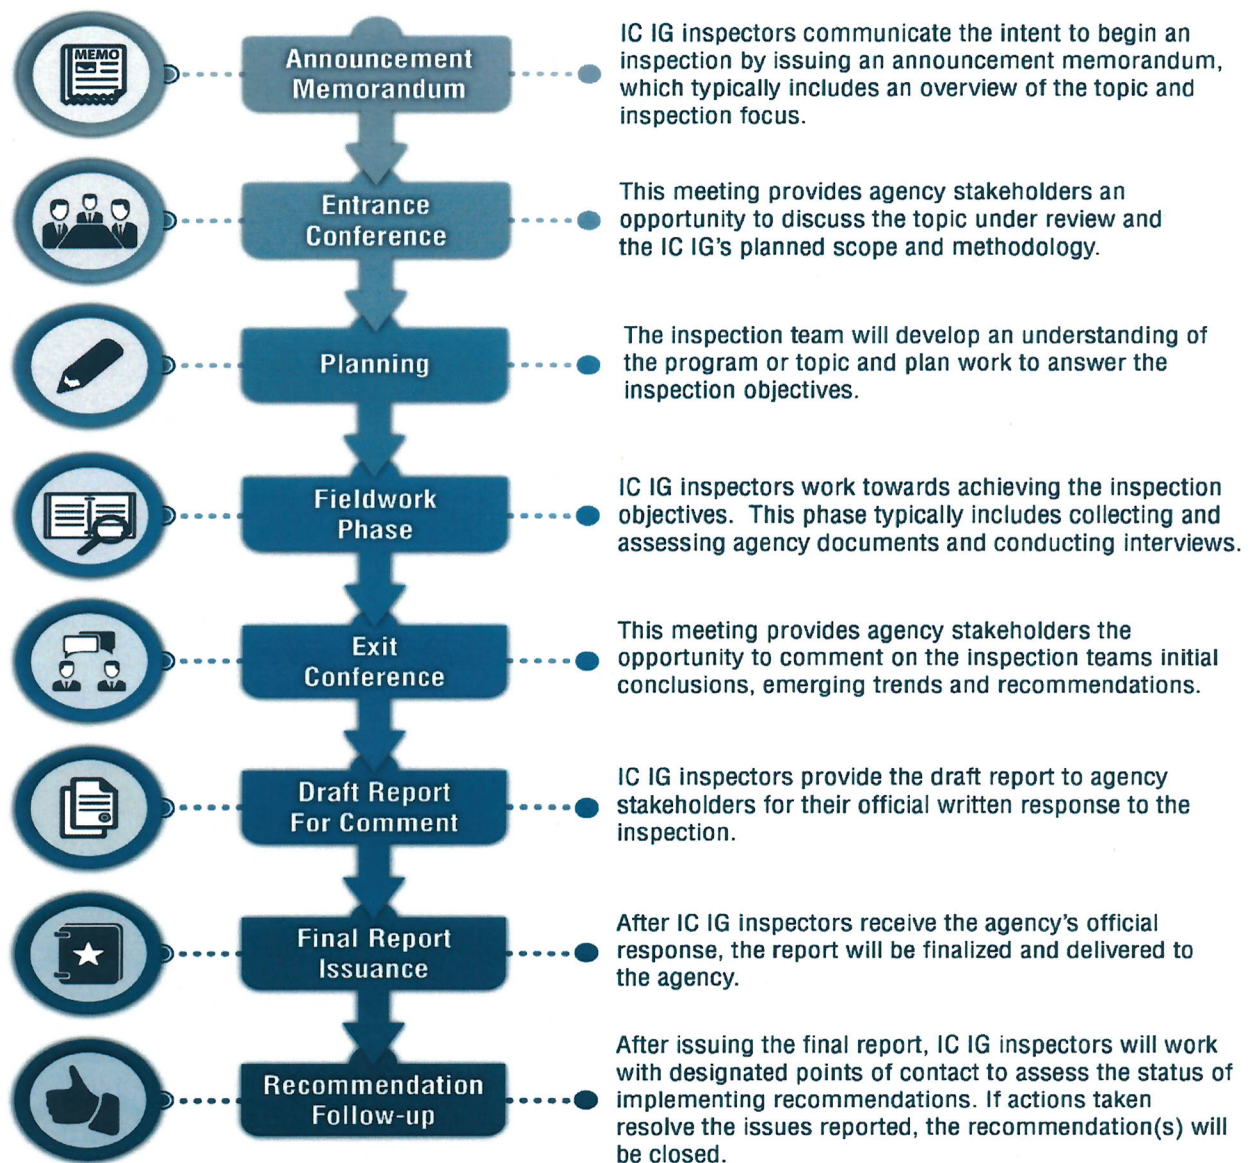 MEMO
Announcement
Memorandum
IC IG inspectors communicate the intent to begin an
inspection by issuing an announcement memorandum,
which typically includes an overview of the topic and
inspection focus.
Entrance
Conference
This meeting provides agency stakeholders an
opportunity to discuss the topic under review and
the IC IG's planned scope and methodology.
Planning
The inspection team will develop an understanding of
the program or topic and plan work to answer the
inspection objectives.
Fieldwork
Phase
IC IG inspectors work towards achieving the inspection
objectives. This phase typically includes collecting and
assessing agency documents and conducting interviews.
Exit
Conference
This meeting provides agency stakeholders the
opportunity to comment on the inspection teams initial
conclusions, emerging trends and recommendations.
Draft Report
For Comment
IC IG inspectors provide the draft report to agency
stakeholders for their official written response to the
inspection.
Final Report
Issuance
After IC IG inspectors receive the agency's official
response, the report will be finalized and delivered to
the agency.
Recommendation
Follow-up
After issuing the final report, IC IG inspectors will work
with designated points of contact to assess the status of
implementing recommendations. If actions taken
resolve the issues reported, the recommendation(s) will
be closed.